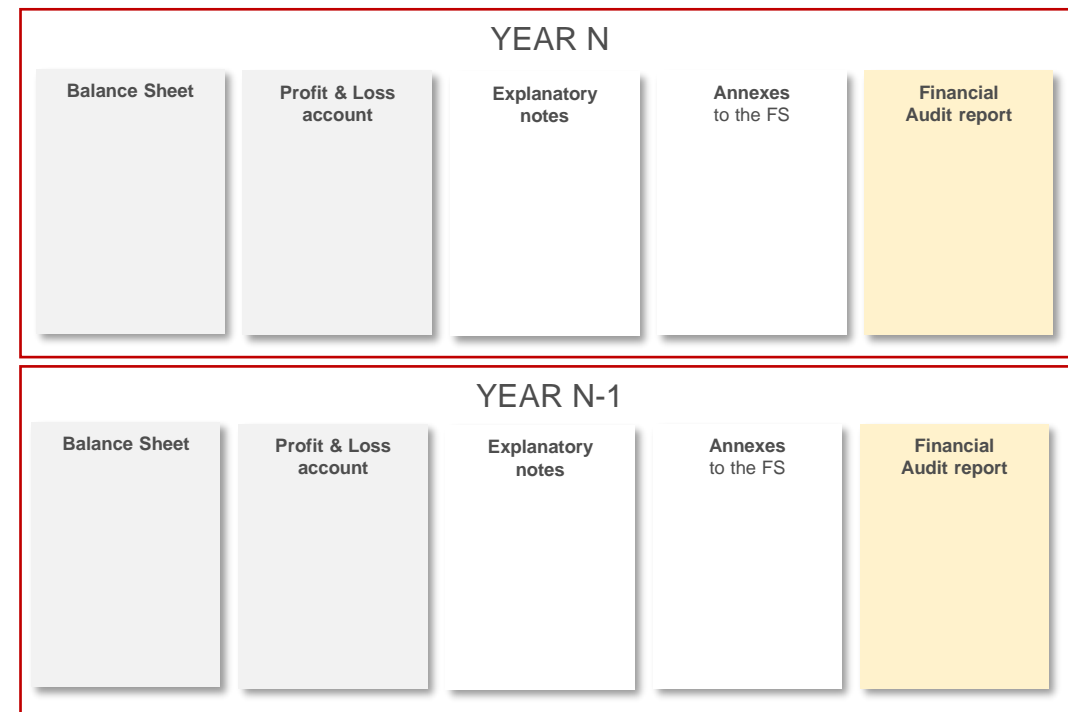 YEAR N
Balance Sheet
Profit & Loss
account
Explanatory
notes
Annexes
to the FS
Financial
Audit report
YEAR N-1
Balance Sheet
Profit & Loss
account
Explanatory
notes
Annexes
to the FS
Financial
Audit report